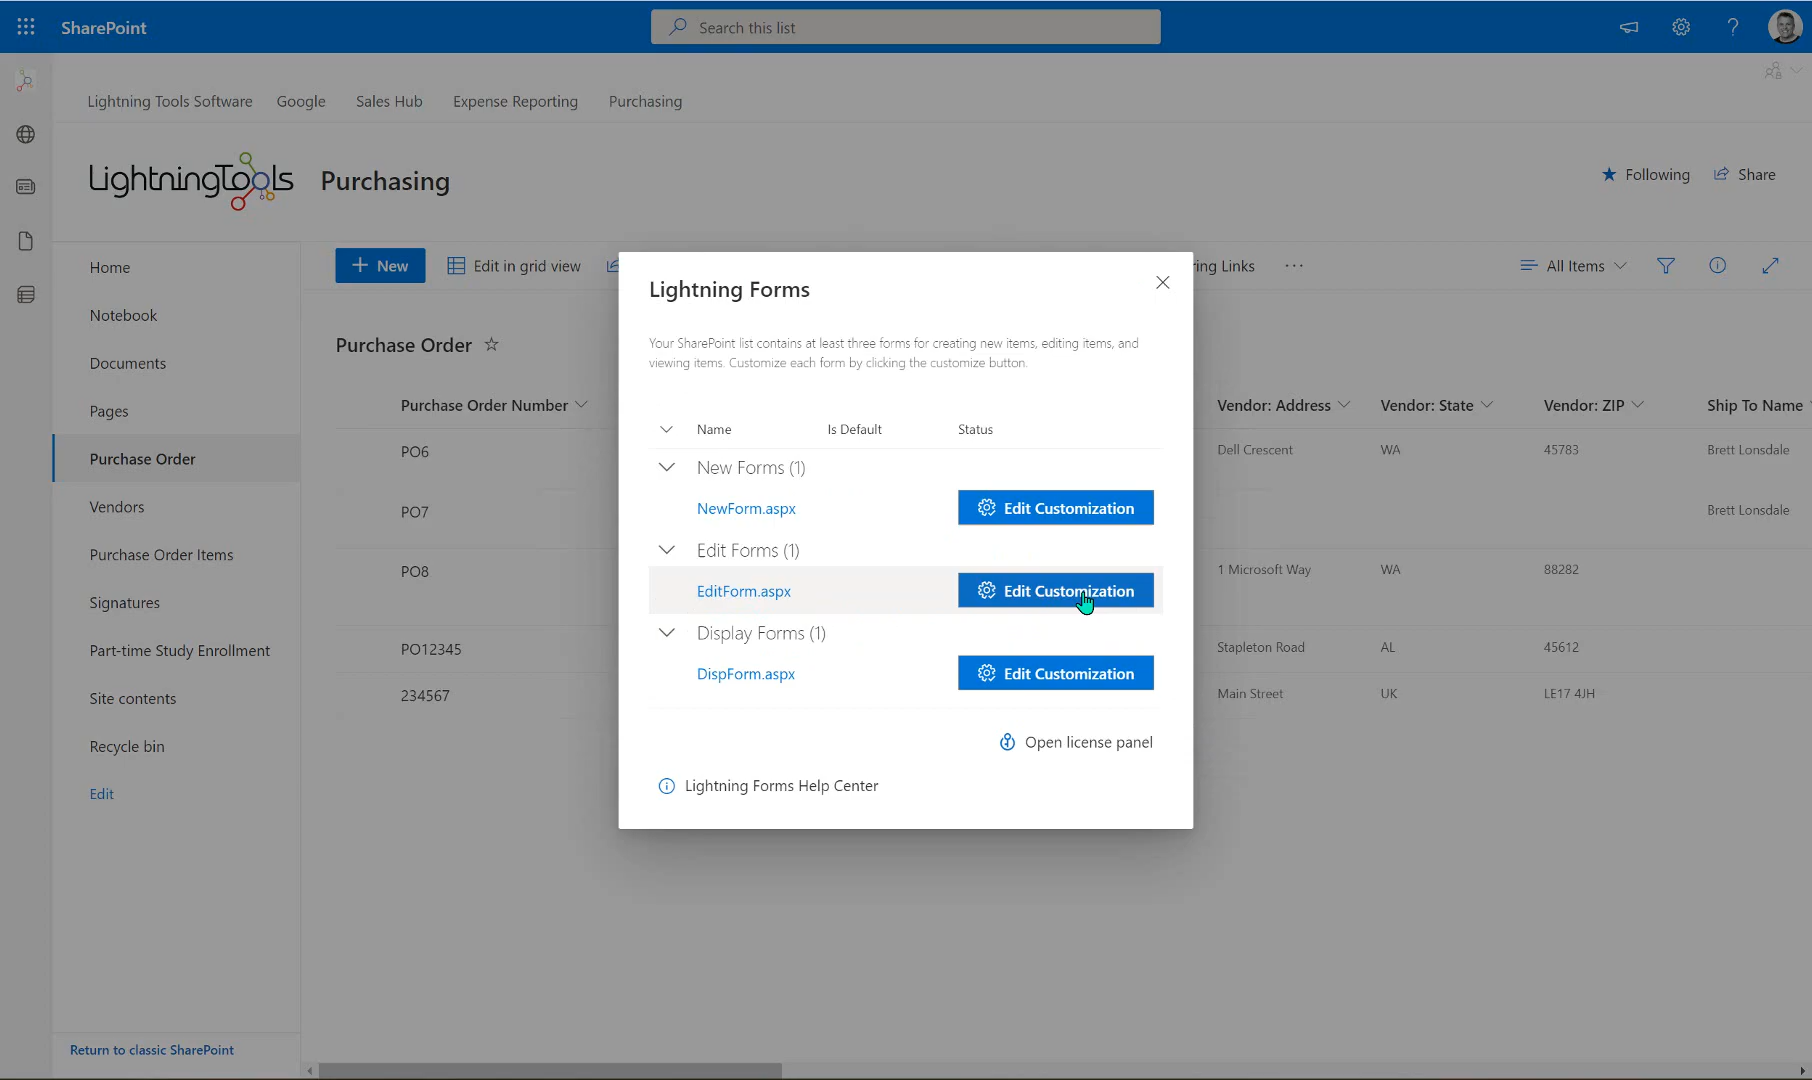 SharePoint
Search this list
Lightning Tools Software
Google
Sales Hub
Expense Reporting
Purchasing
LightningTools
Purchasing
Following
Share
Home
Notebook
Documents
Pages
Purchase Order
Vendors
Purchase Order Items
Signatures
Part-time Study Enrollment
Site contents
Recycle bin
Edit
Return to classic SharePoint
New
Edit in grid view
Links
All Items
Purchase Order
Purchase Order Number
Vendor: Address
Vendor: State
Vendor: ZIP
Ship To Name
PO6
Dell Crescent
WA
45783
Brett Lonsdale
PO7
Brett Lonsdale
PO8
1 Microsoft Way
WA
88282
PO12345
Stapleton Road
AL
45612
234567
Main Street
UK
LE17 4JH
Lightning Forms
Your SharePoint list contains at least three forms for creating new items, editing items, and
viewing items. Customize each form by clicking the customize button.
Name
Is Default
Status
New Forms (1)
NewForm.aspx
Edit Customization
Edit Forms (1)
EditForm.aspx
Edit Customization
Display Forms (1)
DispForm.aspx
Edit Customization
Open license panel
Lightning Forms Help Center